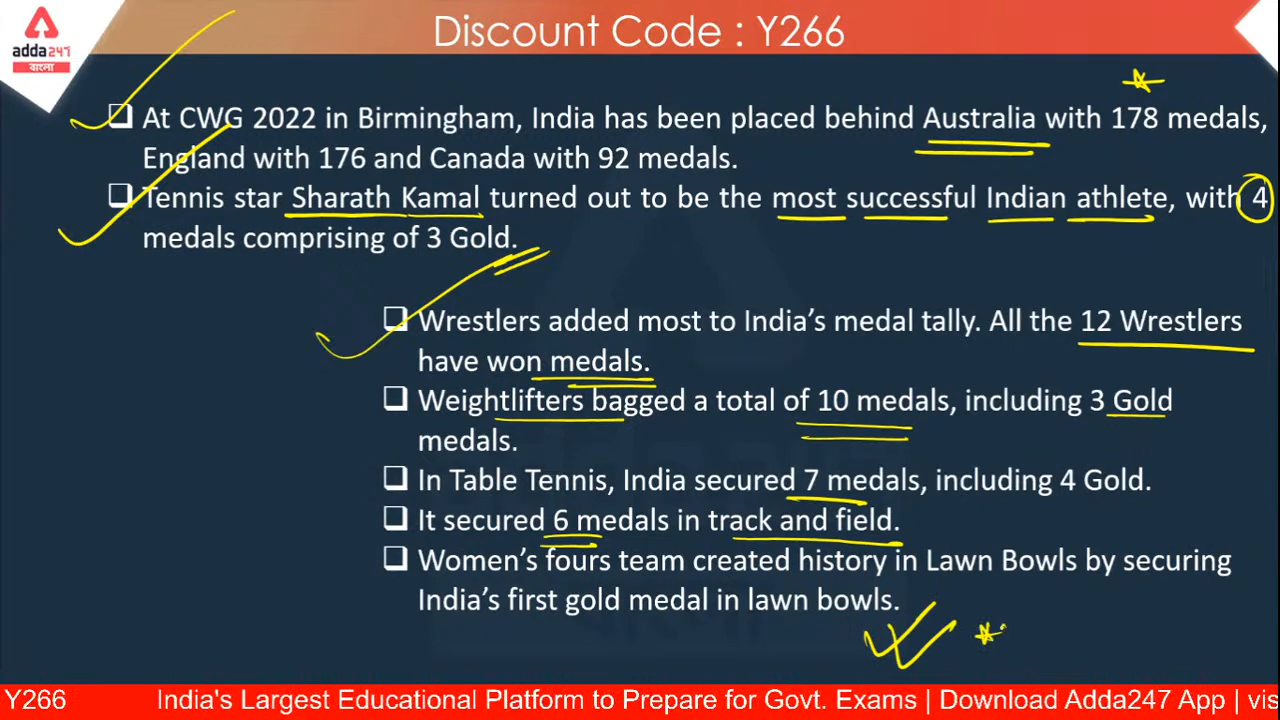 Discount Code : Y266
adda247
বাংলা
❑ At CWG 2022 in Birmingham, India has been placed behind Australia with 178 medals,
England with 176 and Canada with 92 medals.
❑ Tennis star Sharath Kamal turned out to be the most successful Indian athlete, with 4
medals comprising of 3 Gold.
❑ Wrestlers added most to India's medal tally. All the 12 Wrestlers
have won medals.
❑ Weightlifters bagged a total of 10 medals, including 3 Gold
medals.
❑ In Table Tennis, India secured 7 medals, including 4 Gold.
❑ It secured 6 medals in track and field.
❑ Women's fours team created history in Lawn Bowls by securing
India's first gold medal in lawn bowls.
Y266 India's Largest Educational Platform to Prepare for Govt. Exams | Download Adda247 App | vis